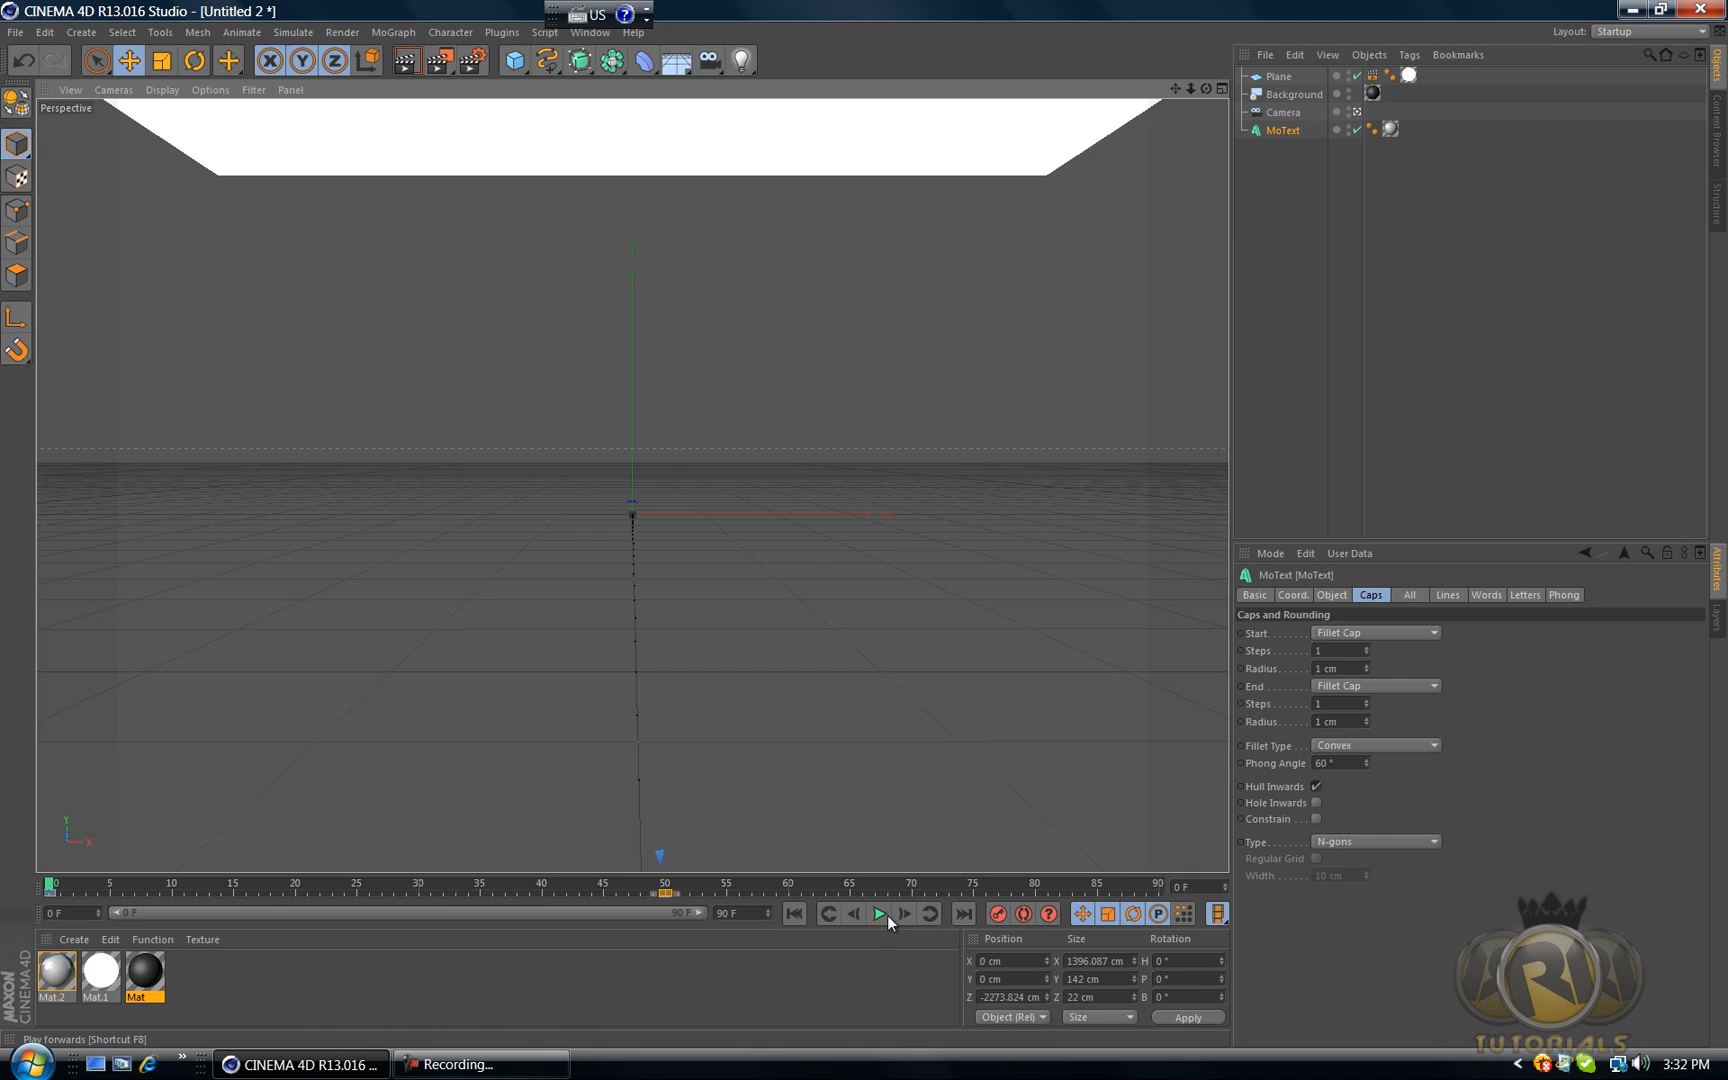 CINEMA 4D R13.016 Studio - [Untitled 2 *]
US
File Edit Create Select Tools Mesh Animate Simulate Render MoGraph Character Plugins Script Window Help
Layout: Startup
View Cameras Display Options Filter Panel
Perspective
File Edit View Objects Tags Bookmarks
Plane
Background
Camera
MoText
Objects
Content Browser
Structure
Y
Mode Edit User Data
MoText [MoText]
Basic Coord. Object Caps All Lines Words Letters Phong
Caps and Rounding
Start. Fillet Cap
Steps 1
Radius 1 cm
End Fillet Cap
Steps 1
Radius 1 cm
Fillet Type Convex
Phong Angle 60 °
Hull Inwards
Hole Inwards
Constrain
Type N-gons
Regular Grid
Width 10 cm
Attributes
Layers
Y
X
0 5 10 15 20 25 30 35 40 45 50 55 60 65 70 75 80 85 90 0 F
0 F 0 F 90 F 90 F
Create Edit Function Texture
Mat.2 Mat.1 Mat
Position Size Rotation
X 0 cm X 1396.087 cm H 0 °
Y 0 cm Y 142 cm P 0 °
Z -2273.824 cm Z 22 cm B 0 °
Object (Rel) Size Apply
MAXON
CINEMA 4D
Play forwards [Shortcut F8]
R R R
TUTORIALS
CINEMA 4D R13.016 ... Recording... 3:32 PM